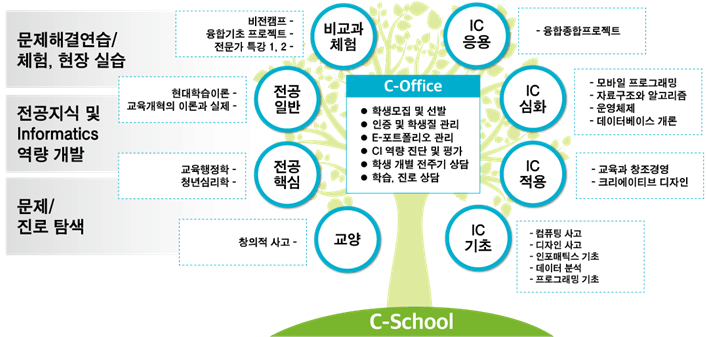 문제해결연습/
체험, 현장 실습
전공지식 및
Informatics
역량 개발
문제/
진로 탐색
비전캠프 -
융합기초 프로젝트 -
전문가 특강 1, 2 -
비교과
체험
현대학습이론 -
교육개혁의 이론과 실제 -
전공
일반
교육행정학 -
청년심리학 -
전공
핵심
창의적 사고 -
교양
C-Office
● 학생모집 및 선발
● 인증 및 학생질 관리
● E-포트폴리오 관리
● CI 역량 진단 및 평가
● 학생 개별 전주기 상담
● 학습, 진로 상담
IC
응용
- 융합종합프로젝트
IC
심화
- 모바일 프로그래밍
- 자료구조와 알고리즘
- 운영체제
- 데이터베이스 개론
IC
적용
- 교육과 창조경영
- 크리에이티브 디자인
IC
기초
- 컴퓨팅 사고
- 디자인 사고
- 인포매틱스 기초
- 데이터 분석
- 프로그래밍 기초
C-School